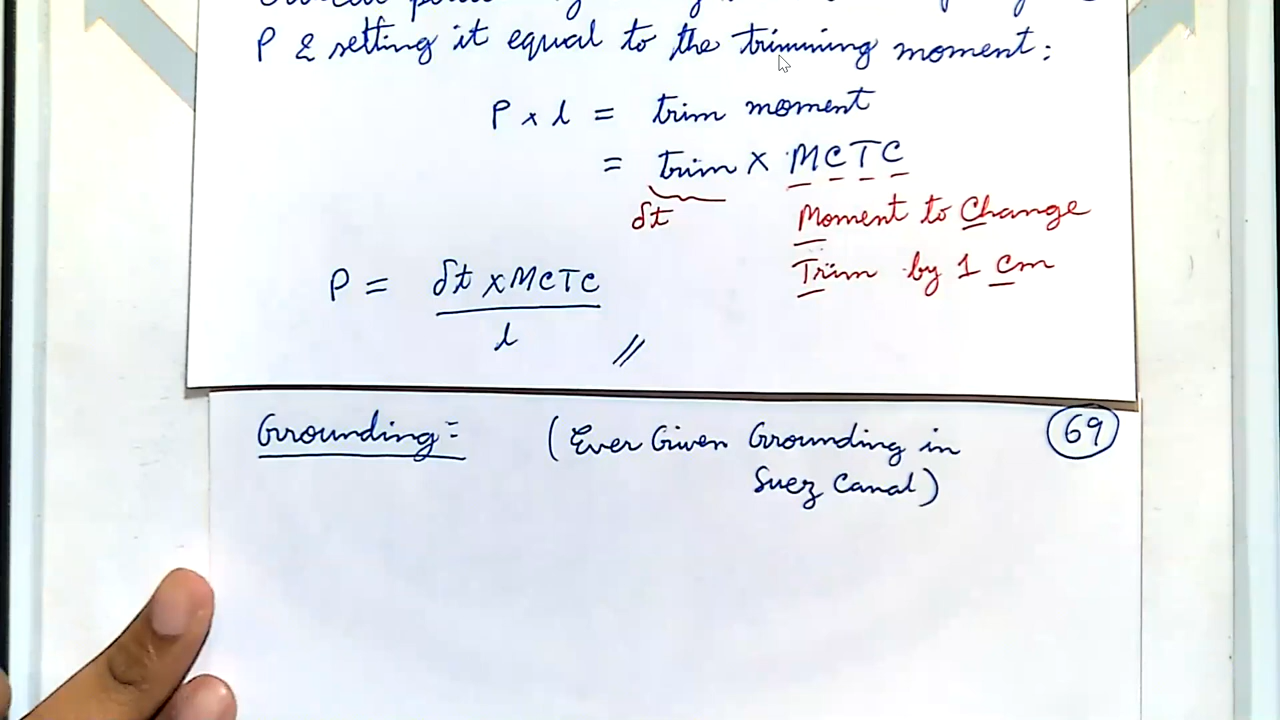 P & setting it equal to the trimming moment :
P x l = trim moment
= trim x MCTC
δt
Moment to Change
Trim by 1 cm
P = δt x MCTC
l
//
Grounding :- (Ever Given Grounding in
Suez Canal)
69